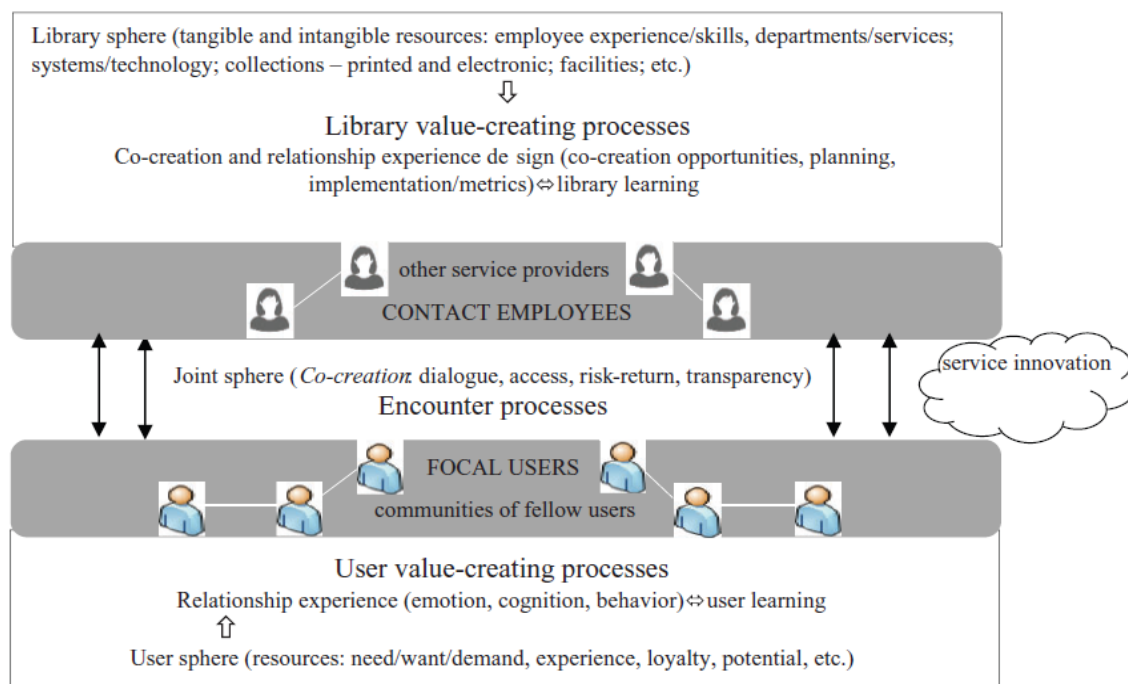 Library sphere (tangible and intangible resources: employee experience/skills, departments/services;
systems/technology; collections – printed and electronic; facilities; etc.)
⇩
Library value-creating processes
Co-creation and relationship experience de sign (co-creation opportunities, planning,
implementation/metrics)⇔library learning
other service providers
CONTACT EMPLOYEES
Joint sphere (Co-creation: dialogue, access, risk-return, transparency)
Encounter processes
service innovation
FOCAL USERS
communities of fellow users
User value-creating processes
Relationship experience (emotion, cognition, behavior)⇔user learning
⇧
User sphere (resources: need/want/demand, experience, loyalty, potential, etc.)